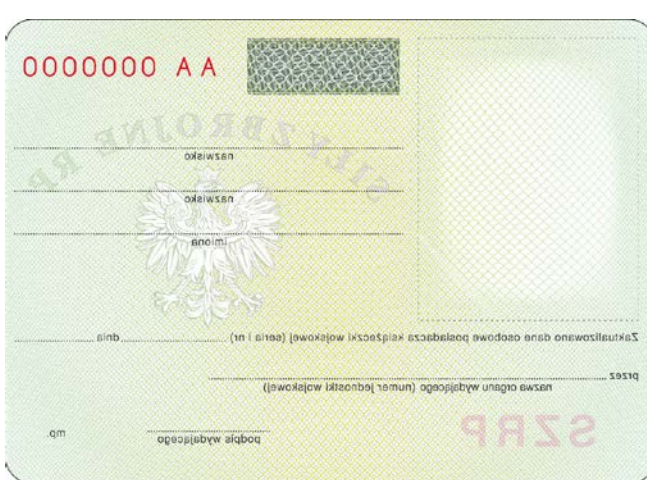 AA 0000000
SIŁY ZBROJNE RP
nazwisko
nazwisko
imiona
Zaktualizowano dane osobowe posiadacza książeczki wojskowej (seria i nr) ........................ dnia ........................
przez ........................
nazwa organu wydającego (numer jednostki wojskowej)
SZRP
podpis wydającego
mp.